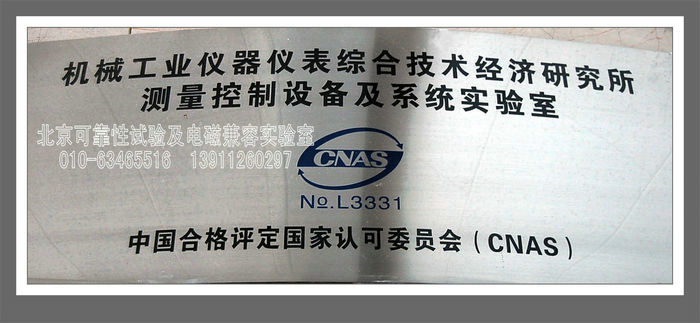 机械工业仪器仪表综合技术经济研究所
测量控制设备及系统实验室
北京可靠性试验及电磁兼容实验室
010-63465516 13911260297
CNAS
No.L3331
中国合格评定国家认可委员会(CNAS)